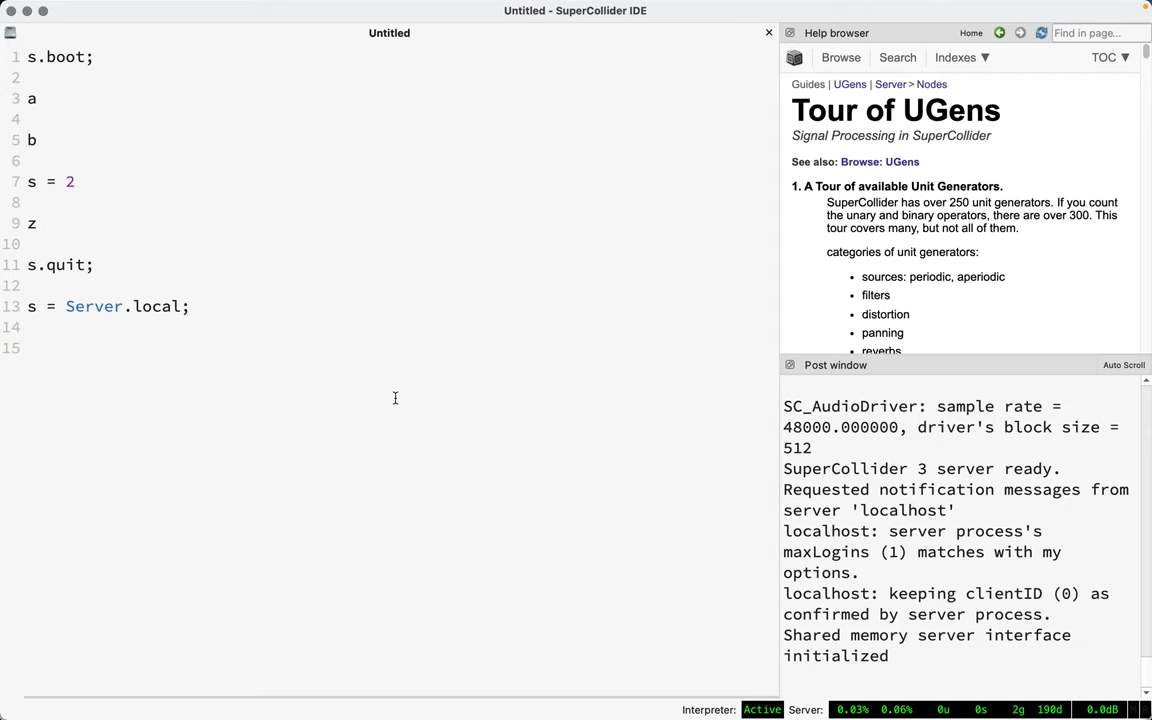 Untitled - SuperCollider IDE
Untitled
1 s.boot;
2
3 a
4
5 b
6
7 s = 2
8
9 z
10
11 s.quit;
12
13 s = Server.local;
14
15
Help browser Home Find in page...
Browse Search Indexes ▼ TOC ▼
Guides | UGens | Server > Nodes
Tour of UGens
Signal Processing in SuperCollider
See also: Browse: UGens
1. A Tour of available Unit Generators.
SuperCollider has over 250 unit generators. If you count
the unary and binary operators, there are over 300. This
tour covers many, but not all of them.
categories of unit generators:
• sources: periodic, aperiodic
• filters
• distortion
• panning
• reverbs
Post window Auto Scroll
SC_AudioDriver: sample rate =
48000.000000, driver's block size =
512
SuperCollider 3 server ready.
Requested notification messages from
server 'localhost'
localhost: server process's
maxLogins (1) matches with my
options.
localhost: keeping clientID (0) as
confirmed by server process.
Shared memory server interface
initialized
Interpreter: Active Server: 0.03% 0.06% 0u 0s 2g 190d 0.0dB M R